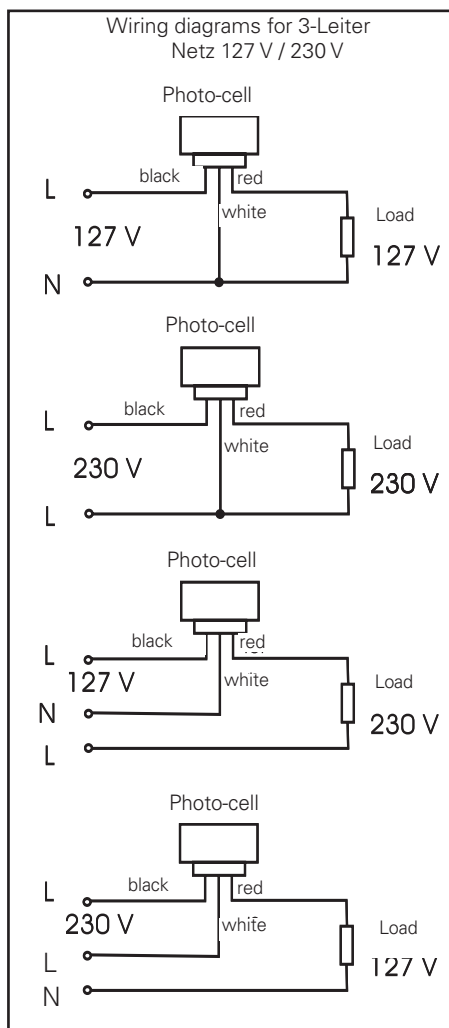 Wiring diagrams for 3-Leiter
Netz 127 V / 230 V
Photo-cell
black
red
L
white
Load
127 V
127 V
N
Photo-cell
black
red
L
white
Load
230 V
230 V
L
Photo-cell
black
red
L
127 V
white
Load
N
230 V
L
Photo-cell
black
red
L
230 V
white
Load
L
127 V
N